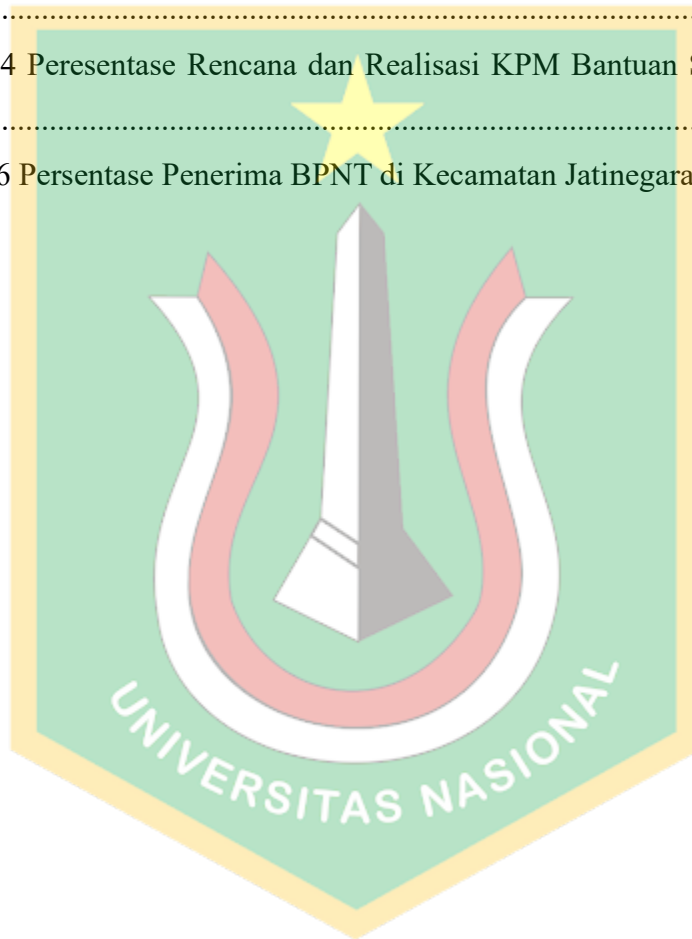 ............................................................................................
4 Peresentase Rencana dan Realisasi KPM Bantuan S
............................................................................................
6 Persentase Penerima BPNT di Kecamatan Jatinegara
UNIVERSITAS NASIONAL